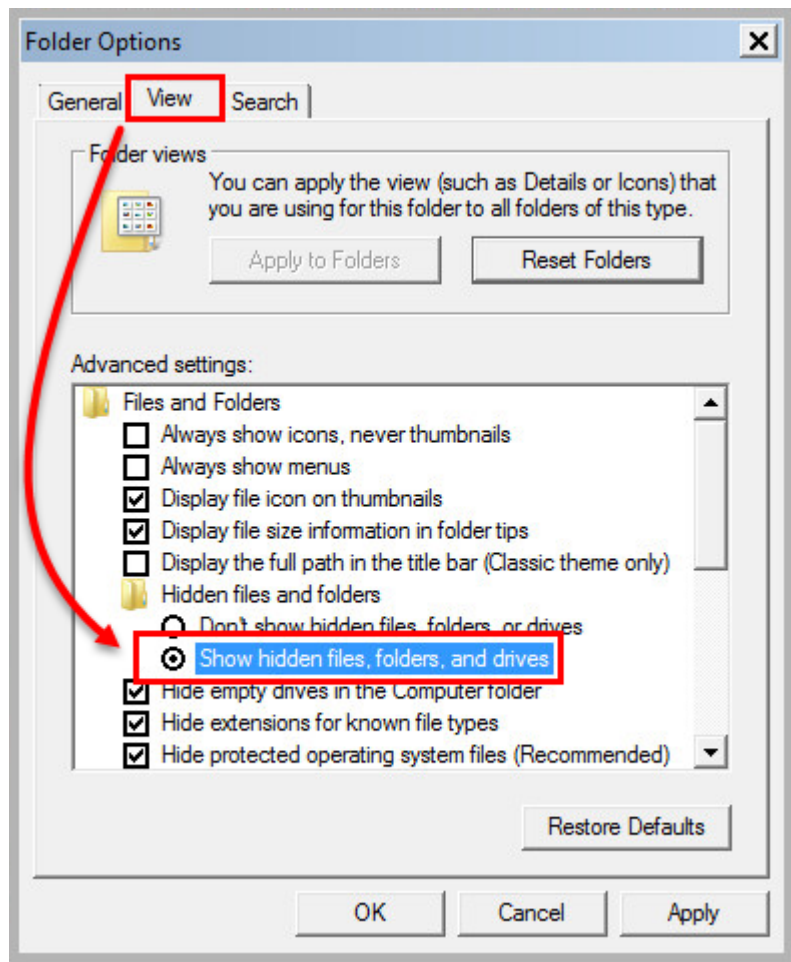 Folder Options
General View Search
Folder views
You can apply the view (such as Details or Icons) that
you are using for this folder to all folders of this type.
Apply to Folders Reset Folders
Advanced settings:
Files and Folders
Always show icons, never thumbnails
Always show menus
Display file icon on thumbnails
Display file size information in folder tips
Display the full path in the title bar (Classic theme only)
Hidden files and folders
Don't show hidden files, folders, or drives
Show hidden files, folders, and drives
Hide empty drives in the Computer folder
Hide extensions for known file types
Hide protected operating system files (Recommended)
Restore Defaults
OK Cancel Apply